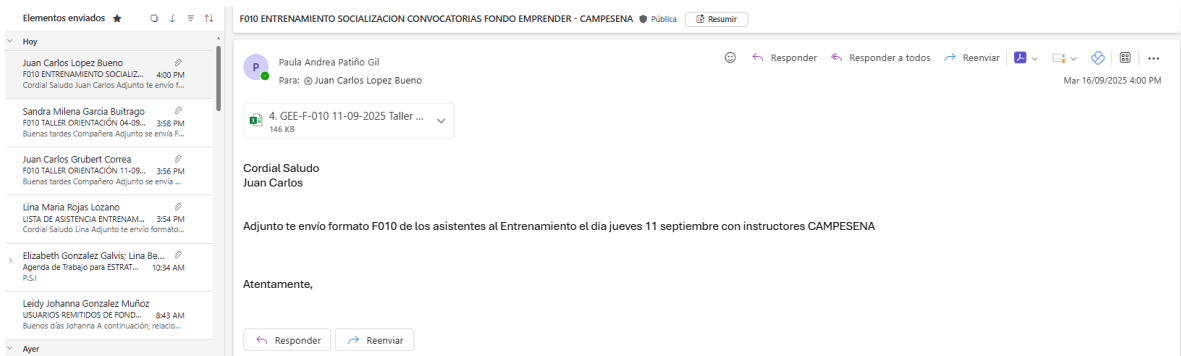 Elementos enviados
Hoy
Juan Carlos Lopez Bueno
F010 ENTRENAMIENTO SOCIALIZ... 4:00 PM
Cordial Saludo Juan Carlos Adjunto te envío f...
Sandra Milena Garcia Buitrago
F010 TALLER ORIENTACIÓN 04-09... 3:58 PM
Buenas tardes Compañera Adjunto se envía F...
Juan Carlos Grubert Correa
F010 TALLER ORIENTACIÓN 11-09... 3:56 PM
Buenas tardes Compañero Adjunto se envía ...
Lina Maria Rojas Lozano
LISTA DE ASISTENCIA ENTRENAM... 3:54 PM
Cordial Saludo Lina Adjunto te envío formato...
Elizabeth Gonzalez Galvis; Lina Be...
Agenda de Trabajo para ESTRAT... 10:34 AM
P.S.I
Leidy Johanna Gonzalez Muñoz
USUARIOS REMITIDOS DE FOND... 8:43 AM
Buenos días Johanna A continuación, relacio...
Ayer
F010 ENTRENAMIENTO SOCIALIZACION CONVOCATORIAS FONDO EMPRENDER - CAMPESENA Pública Resumir
P
Paula Andrea Patiño Gil
Responder Responder a todos Reenviar
Para: Juan Carlos Lopez Bueno
Mar 16/09/2025 4:00 PM
4. GEE-F-010 11-09-2025 Taller ...
146 KB
Cordial Saludo
Juan Carlos
Adjunto te envío formato F010 de los asistentes al Entrenamiento el día jueves 11 septiembre con instructores CAMPESENA
Atentamente,
Responder Reenviar